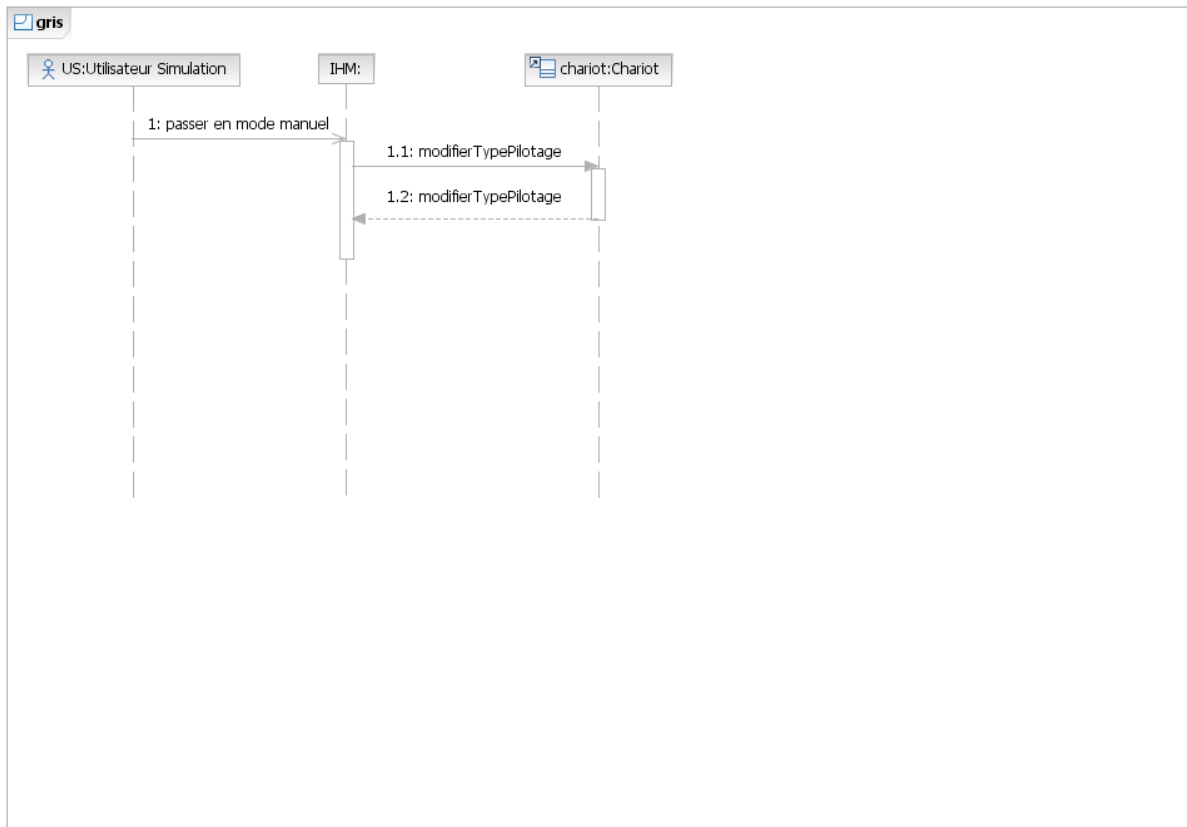 gris
US:Utilisateur Simulation
IHM:
chariot:Chariot
1: passer en mode manuel
1.1: modifierTypePilotage
1.2: modifierTypePilotage